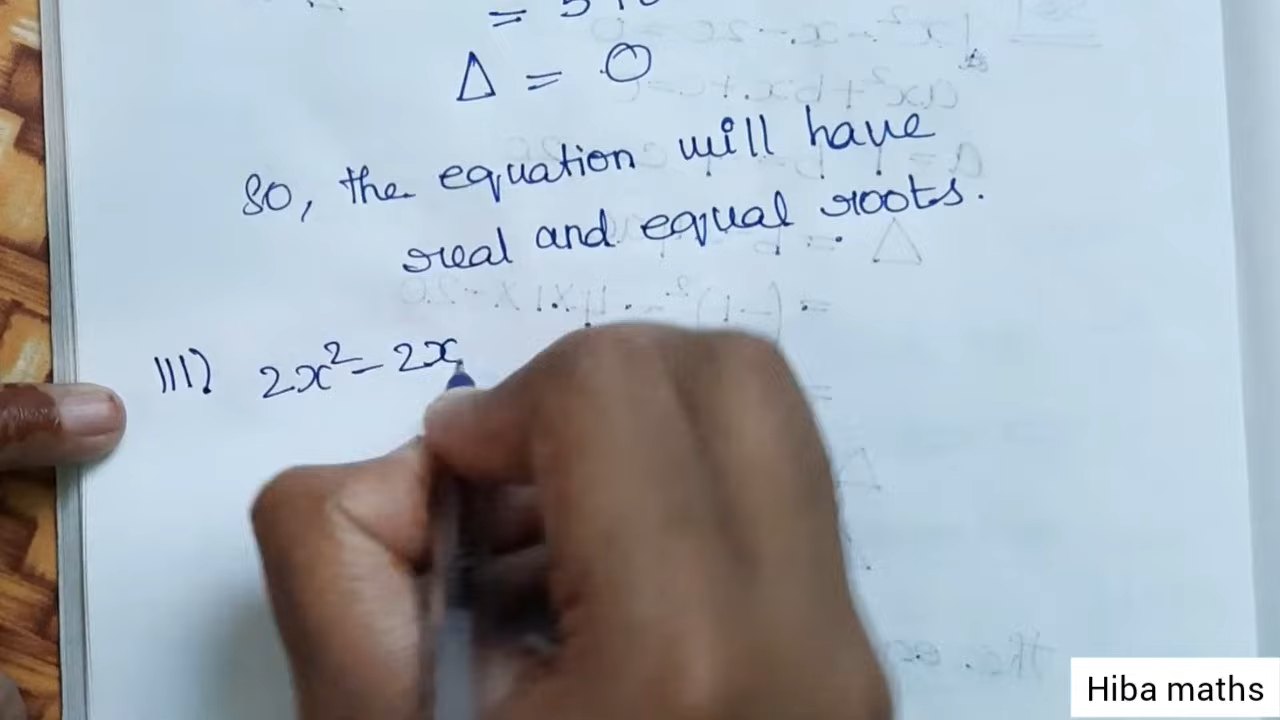 Δ = 0
So, the equation will have
real and equal roots.
III) 2x² - 2x
Hiba maths